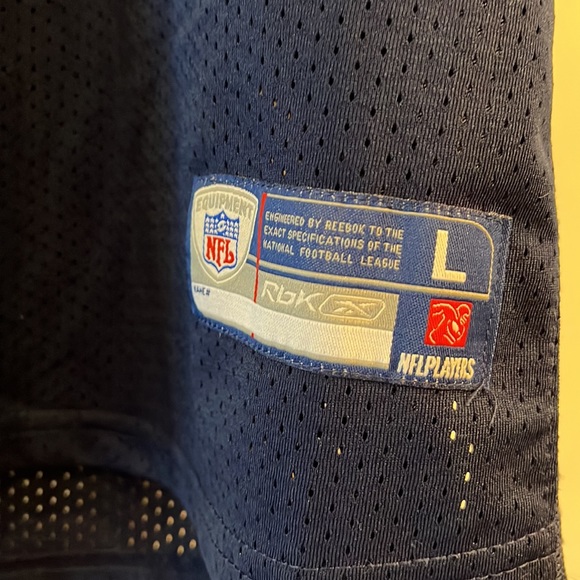 EQUIPMENT
NFL
ENGINEERED BY REEBOK TO THE
EXACT SPECIFICATIONS OF THE
NATIONAL FOOTBALL LEAGUE
L
RbK
NFLPLAYERS